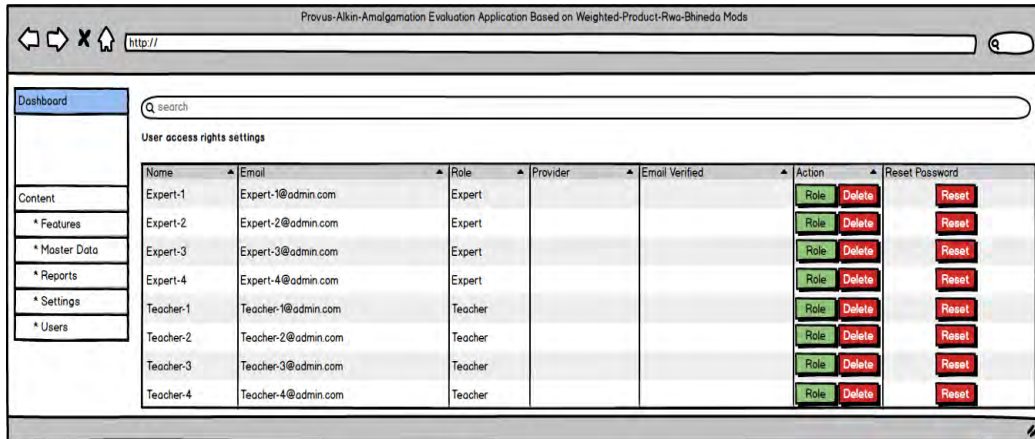 Provus-Alkin-Amalgamation Evaluation Application Based on Weighted-Product-Rwa-Bhineda Mods
http://
Dashboard
search
User access rights settings
Name Email Role Provider Email Verified Action Reset Password
Content
* Features
* Master Data
* Reports
* Settings
* Users
Expert-1 Expert-1@admin.com Expert Role Delete Reset
Expert-2 Expert-2@admin.com Expert Role Delete Reset
Expert-3 Expert-3@admin.com Expert Role Delete Reset
Expert-4 Expert-4@admin.com Expert Role Delete Reset
Teacher-1 Teacher-1@admin.com Teacher Role Delete Reset
Teacher-2 Teacher-2@admin.com Teacher Role Delete Reset
Teacher-3 Teacher-3@admin.com Teacher Role Delete Reset
Teacher-4 Teacher-4@admin.com Teacher Role Delete Reset